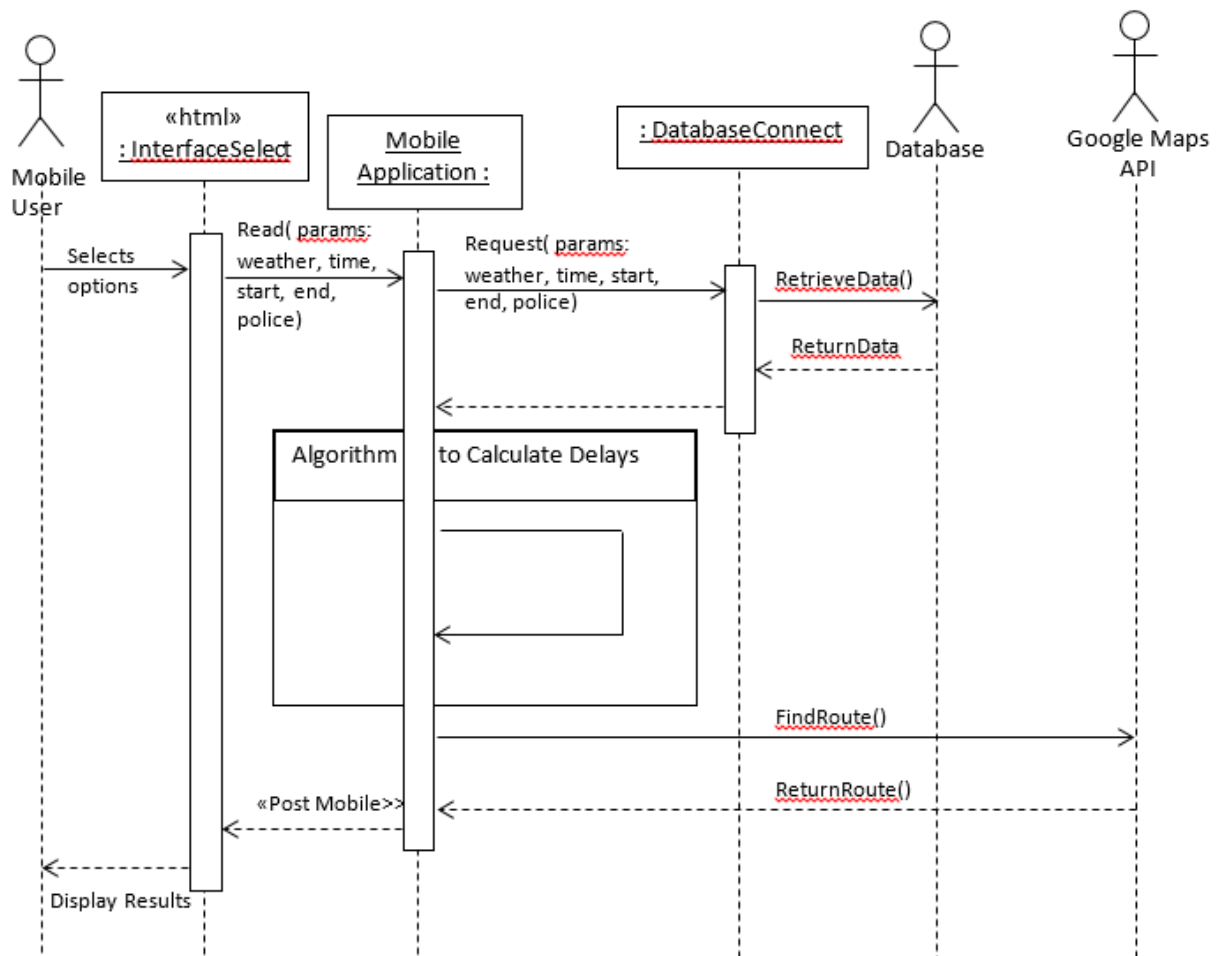 «html»
: InterfaceSelect
Mobile
Application :
: DatabaseConnect
Database
Google Maps
API
Mobile
User
Selects
options
Read( params:
weather, time,
start, end,
police)
Request( params:
weather, time, start,
end, police)
RetrieveData()
ReturnData
Algorithm to Calculate Delays
FindRoute()
ReturnRoute()
«Post Mobile>>
Display Results